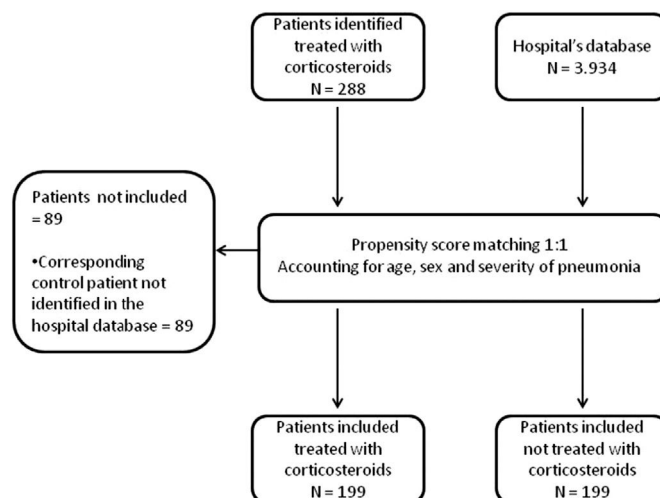 Patients identified
treated with
corticosteroids
N = 288
Hospital's database
N = 3.934
Patients not included
= 89
•Corresponding
control patient not
identified in the
hospital database = 89
Propensity score matching 1:1
Accounting for age, sex and severity of pneumonia
Patients included
treated with
corticosteroids
N = 199
Patients included
not treated with
corticosteroids
N = 199